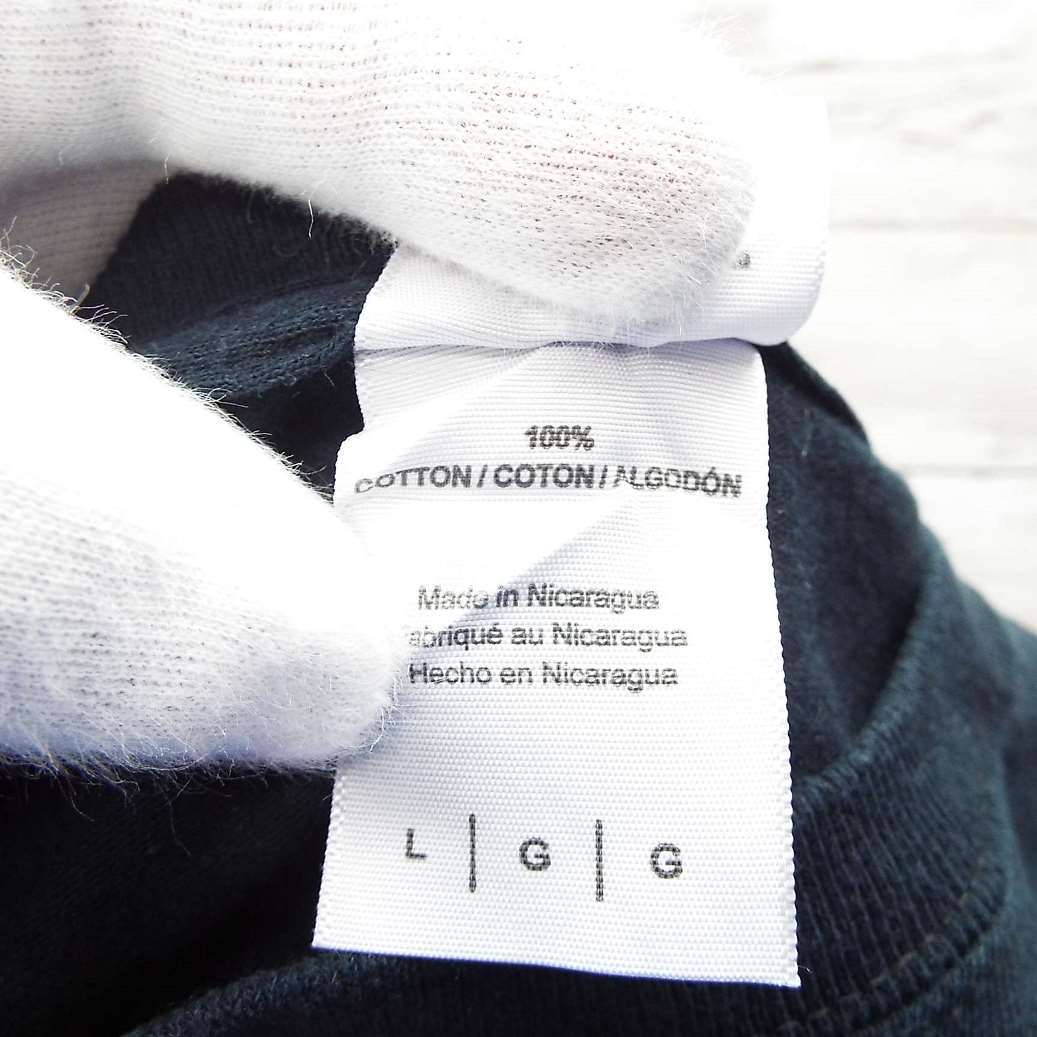 100%
COTTON / COTON / ALGODÓN
Made in Nicaragua
abriqué au Nicaragua
Hecho en Nicaragua
L | G | G